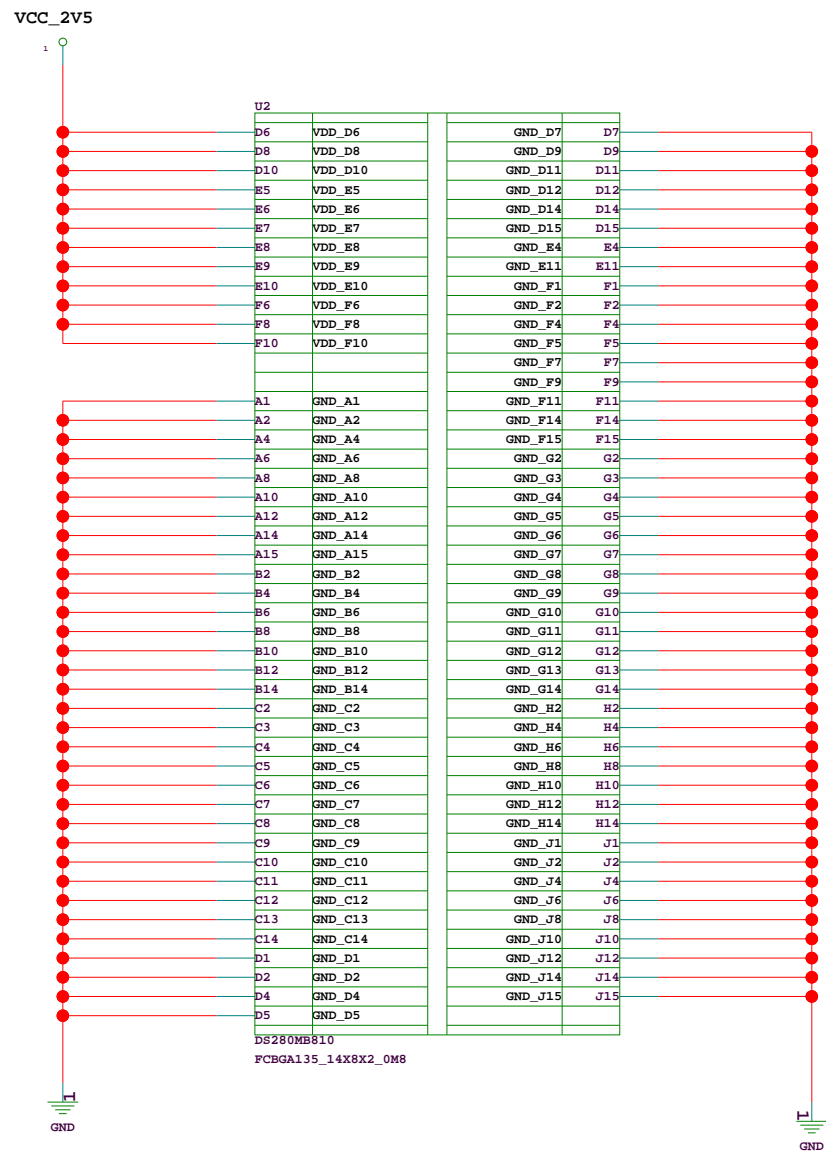 VCC_2V5
1
U2
D6 VDD_D6 GND_D7 D7
D8 VDD_D8 GND_D9 D9
D10 VDD_D10 GND_D11 D11
E5 VDD_E5 GND_D12 D12
E6 VDD_E6 GND_D14 D14
E7 VDD_E7 GND_D15 D15
E8 VDD_E8 GND_E4 E4
E9 VDD_E9 GND_E11 E11
E10 VDD_E10 GND_F1 F1
F6 VDD_F6 GND_F2 F2
F8 VDD_F8 GND_F4 F4
F10 VDD_F10 GND_F5 F5
GND_F7 F7
GND_F9 F9
A1 GND_A1 GND_F11 F11
A2 GND_A2 GND_F14 F14
A4 GND_A4 GND_F15 F15
A6 GND_A6 GND_G2 G2
A8 GND_A8 GND_G3 G3
A10 GND_A10 GND_G4 G4
A12 GND_A12 GND_G5 G5
A14 GND_A14 GND_G6 G6
A15 GND_A15 GND_G7 G7
B2 GND_B2 GND_G8 G8
B4 GND_B4 GND_G9 G9
B6 GND_B6 GND_G10 G10
B8 GND_B8 GND_G11 G11
B10 GND_B10 GND_G12 G12
B12 GND_B12 GND_G13 G13
B14 GND_B14 GND_G14 G14
C2 GND_C2 GND_H2 H2
C3 GND_C3 GND_H4 H4
C4 GND_C4 GND_H6 H6
C5 GND_C5 GND_H8 H8
C6 GND_C6 GND_H10 H10
C7 GND_C7 GND_H12 H12
C8 GND_C8 GND_H14 H14
C9 GND_C9 GND_J1 J1
C10 GND_C10 GND_J2 J2
C11 GND_C11 GND_J4 J4
C12 GND_C12 GND_J6 J6
C13 GND_C13 GND_J8 J8
C14 GND_C14 GND_J10 J10
D1 GND_D1 GND_J12 J12
D2 GND_D2 GND_J14 J14
D4 GND_D4 GND_J15 J15
D5 GND_D5
DS280MB810
FCBGA135_14X8X2_0M8
1
GND
1
GND